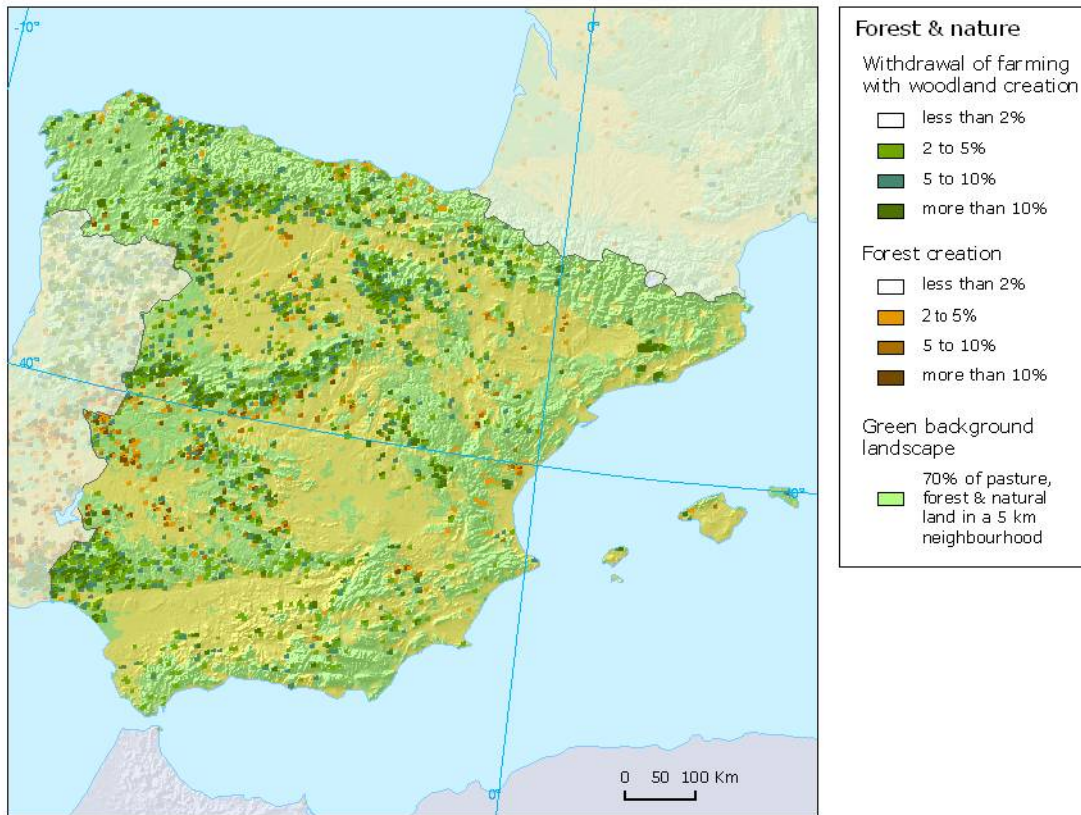 -10°
0°
40°
40°
0°
0 50 100 Km
Forest & nature
Withdrawal of farming
with woodland creation
less than 2%
2 to 5%
5 to 10%
more than 10%
Forest creation
less than 2%
2 to 5%
5 to 10%
more than 10%
Green background
landscape
70% of pasture,
forest & natural
land in a 5 km
neighbourhood